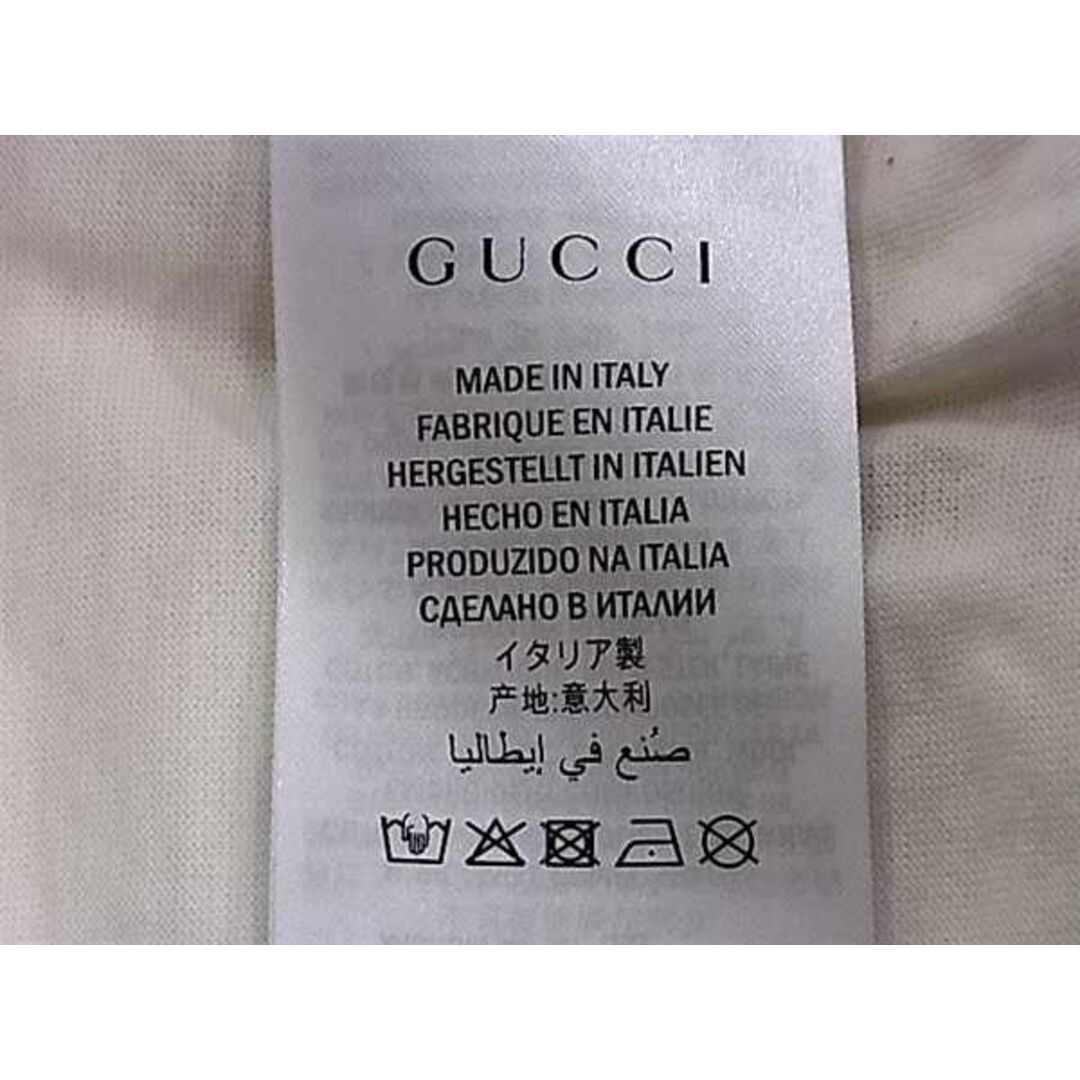 GUCCI
MADE IN ITALY
FABRIQUE EN ITALIE
HERGESTELLT IN ITALIEN
HECHO EN ITALIA
PRODUZIDO NA ITALIA
СДЕЛАНО В ИТАЛИИ
イタリア製
产地:意大利
صُنع في إيطاليا